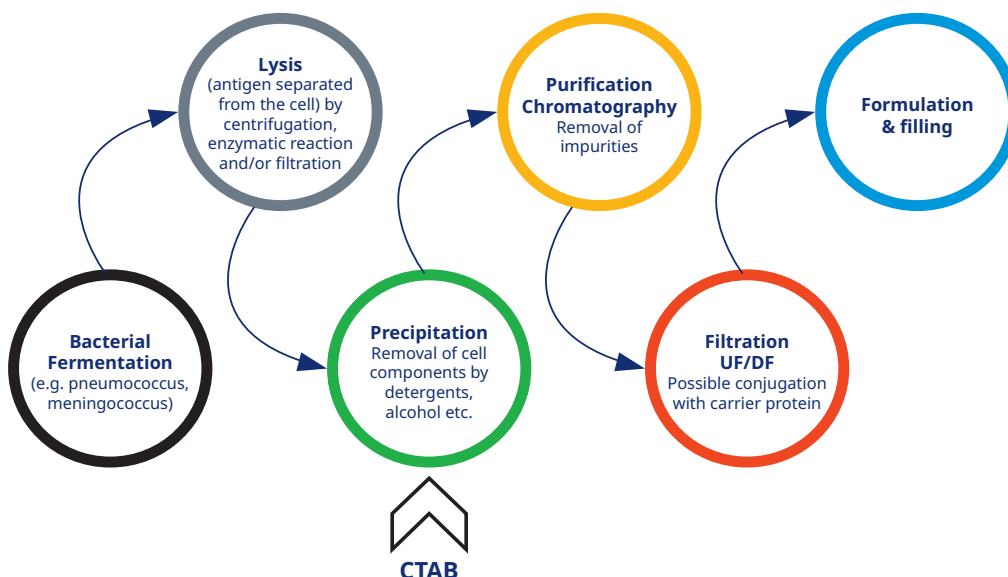 Lysis
(antigen separated
from the cell) by
centrifugation,
enzymatic reaction
and/or filtration
Purification
Chromatography
Removal of
impurities
Formulation
& filling
Bacterial
Fermentation
(e.g. pneumococcus,
meningococcus)
Precipitation
Removal of cell
components by
detergents,
alcohol etc.
Filtration
UF/DF
Possible conjugation
with carrier protein
CTAB